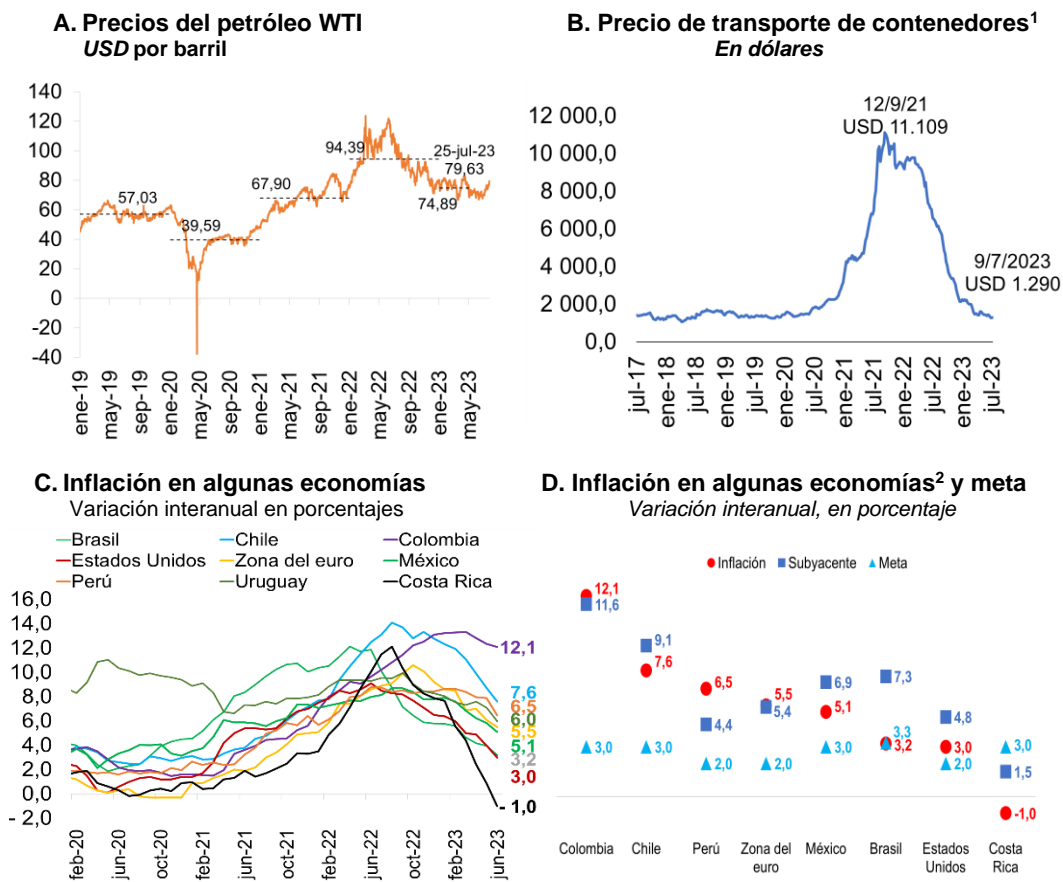 A. Precios del petróleo WTI
USD por barril
140
120
100
80
60
40
20
0
-20
-40
57,03
39,59
67,90
94,39
25-jul-23
79,63
74,89
ene-19
may-19
sep-19
ene-20
may-20
sep-20
ene-21
may-21
sep-21
ene-22
may-22
sep-22
ene-23
may-23
B. Precio de transporte de contenedores¹
En dólares
12 000,0
10 000,0
8 000,0
6 000,0
4 000,0
2 000,0
0,0
12/9/21
USD 11.109
9/7/2023
USD 1.290
jul-17
ene-18
jul-18
ene-19
jul-19
ene-20
jul-20
ene-21
jul-21
ene-22
jul-22
ene-23
jul-23
C. Inflación en algunas economías
Variación interanual en porcentajes
Brasil Chile Colombia
Estados Unidos Zona del euro México
Perú Uruguay Costa Rica
16,0
14,0
12,0
10,0
8,0
6,0
4,0
2,0
0,0
- 2,0
12,1
7,6
6,5
6,0
5,5
5,1
3,2
3,0
- 1,0
feb-20
jun-20
oct-20
feb-21
jun-21
oct-21
feb-22
jun-22
oct-22
feb-23
jun-23
D. Inflación en algunas economías² y meta
Variación interanual, en porcentaje
Inflación Subyacente Meta
12,1
11,6
3,0
9,1
7,6
3,0
6,5
4,4
2,0
5,5
5,4
2,0
6,9
5,1
3,0
7,3
3,3
3,2
4,8
3,0
2,0
3,0
1,5
-1,0
Colombia Chile Perú Zona del euro México Brasil Estados Unidos Costa Rica